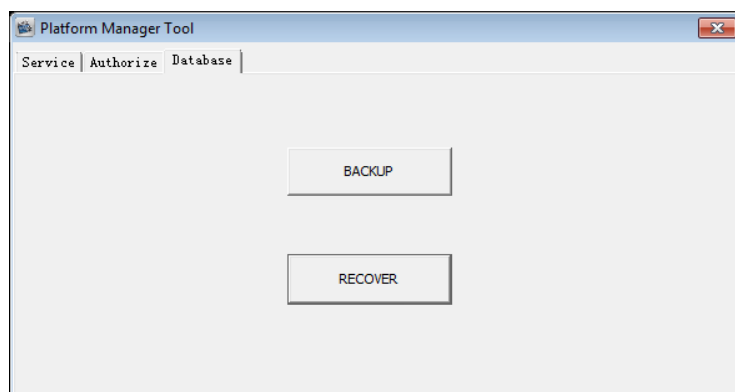 Platform Manager Tool
Service Authorize Database
BACKUP
RECOVER